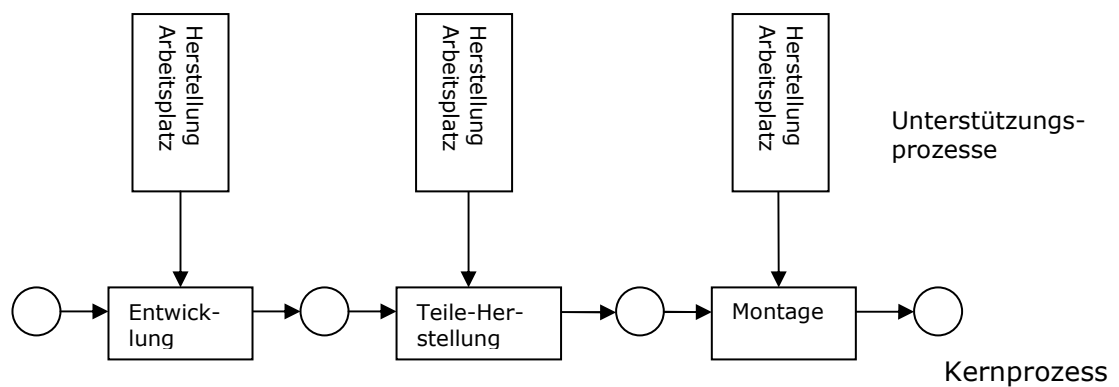 Herstellung
Arbeitsplatz
Herstellung
Arbeitsplatz
Herstellung
Arbeitsplatz
Unterstützungs-
prozesse
Entwick-
lung
Teile-Her-
stellung
Montage
Kernprozess